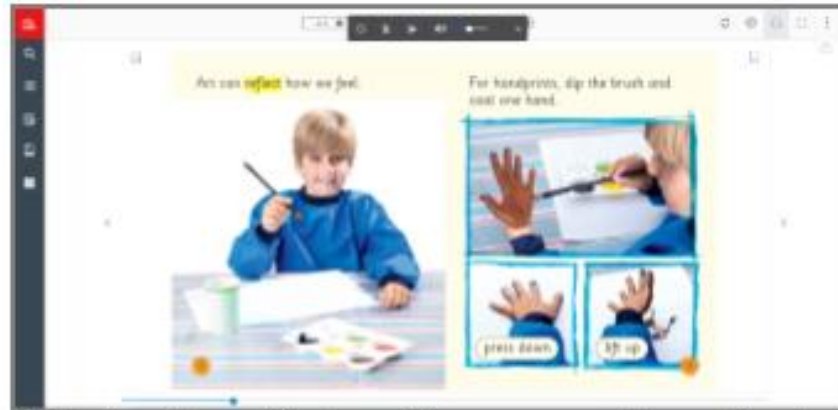 Art can reflect how we feel.
For handprints, dip the brush and
coat one hand.
press down
lift up